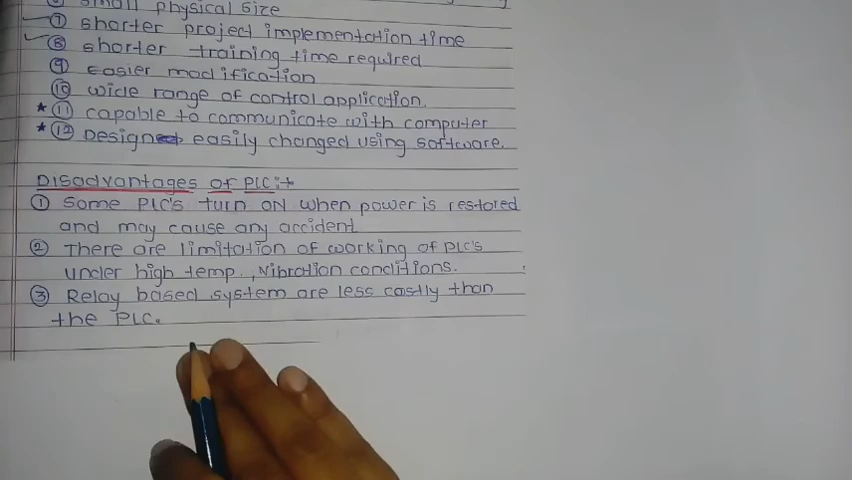 ⑥ small physical size
⑦ shorter project implementation time
⑧ shorter training time required
⑨ Easier modification
⑩ wide range of control application.
★ ⑪ capable to communicate with computer
★ ⑫ Design easily changed using software.
Disadvantages of PLC:+
① Some PLC's turn ON when power is restored
and may cause any accident
② There are limitation of working of PLC's
under high temp., Vibration conditions.
③ Relay based system are less costly than
the PLC.